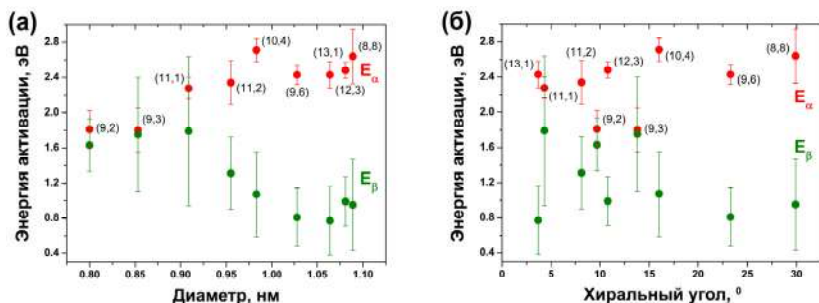 (а)
Энергия активации, эВ
2.8
2.4
2.0
1.6
1.2
0.8
0.4
(9,2)
(9,3)
(11,1)
(11,2)
(10,4)
(9,6)
(13,1)
(12,3)
(8,8)
Eα
Eβ
0.80 0.85 0.90 0.95 1.00 1.05 1.10
Диаметр, нм
(б)
Энергия активации, эВ
2.8
2.4
2.0
1.6
1.2
0.8
0.4
(13,1)
(11,1)
(11,2)
(9,2)
(12,3)
(9,3)
(10,4)
(9,6)
(8,8)
Eα
Eβ
0 5 10 15 20 25 30
Хиральный угол, ⁰